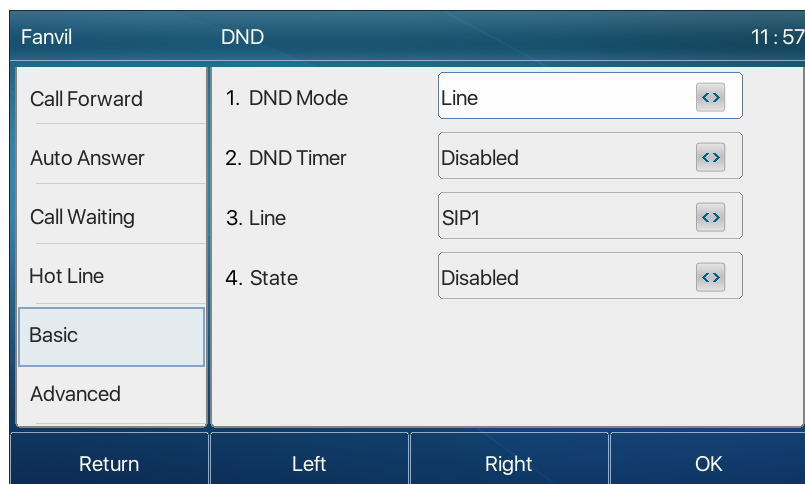 Fanvil DND 11:57
Call Forward
Auto Answer
Call Waiting
Hot Line
Basic
Advanced
1. DND Mode Line
2. DND Timer Disabled
3. Line SIP1
4. State Disabled
Return Left Right OK